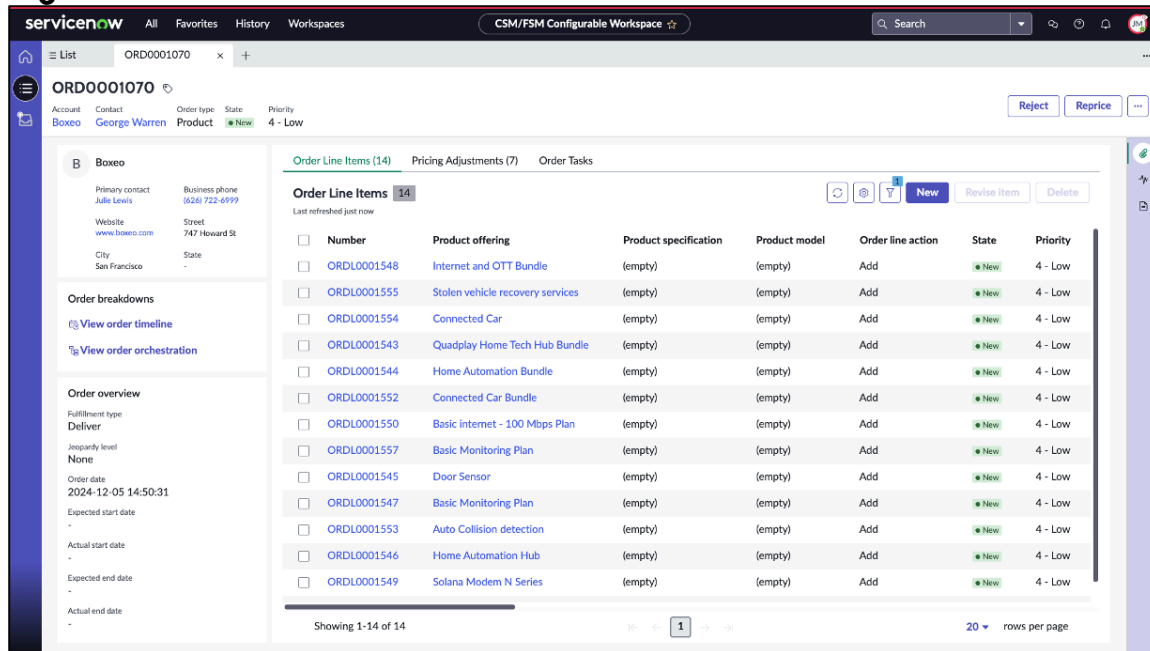 servicenow All Favorites History Workspaces CSM/FSM Configurable Workspace Search JM
List ORD0001070 × +
ORD0001070
Account Contact Order type State Priority
Boxeo George Warren Product New 4 - Low
Reject Reprice
B Boxeo
Primary contact Business phone
Julie Lewis (626) 722-6999
Website Street
www.boxeo.com 747 Howard St
City State
San Francisco -
Order breakdowns
View order timeline
View order orchestration
Order overview
Fulfillment type
Deliver
Jeopardy level
None
Order date
2024-12-05 14:50:31
Expected start date
-
Actual start date
-
Expected end date
-
Actual end date
-
Order Line Items (14) Pricing Adjustments (7) Order Tasks
Order Line Items 14
Last refreshed just now
1
New Revise item Delete
Number Product offering Product specification Product model Order line action State Priority
ORDL0001548 Internet and OTT Bundle (empty) (empty) Add New 4 - Low
ORDL0001555 Stolen vehicle recovery services (empty) (empty) Add New 4 - Low
ORDL0001554 Connected Car (empty) (empty) Add New 4 - Low
ORDL0001543 Quadplay Home Tech Hub Bundle (empty) (empty) Add New 4 - Low
ORDL0001544 Home Automation Bundle (empty) (empty) Add New 4 - Low
ORDL0001552 Connected Car Bundle (empty) (empty) Add New 4 - Low
ORDL0001550 Basic internet - 100 Mbps Plan (empty) (empty) Add New 4 - Low
ORDL0001557 Basic Monitoring Plan (empty) (empty) Add New 4 - Low
ORDL0001545 Door Sensor (empty) (empty) Add New 4 - Low
ORDL0001547 Basic Monitoring Plan (empty) (empty) Add New 4 - Low
ORDL0001553 Auto Collision detection (empty) (empty) Add New 4 - Low
ORDL0001546 Home Automation Hub (empty) (empty) Add New 4 - Low
ORDL0001549 Solana Modem N Series (empty) (empty) Add New 4 - Low
Showing 1-14 of 14 1 20 rows per page